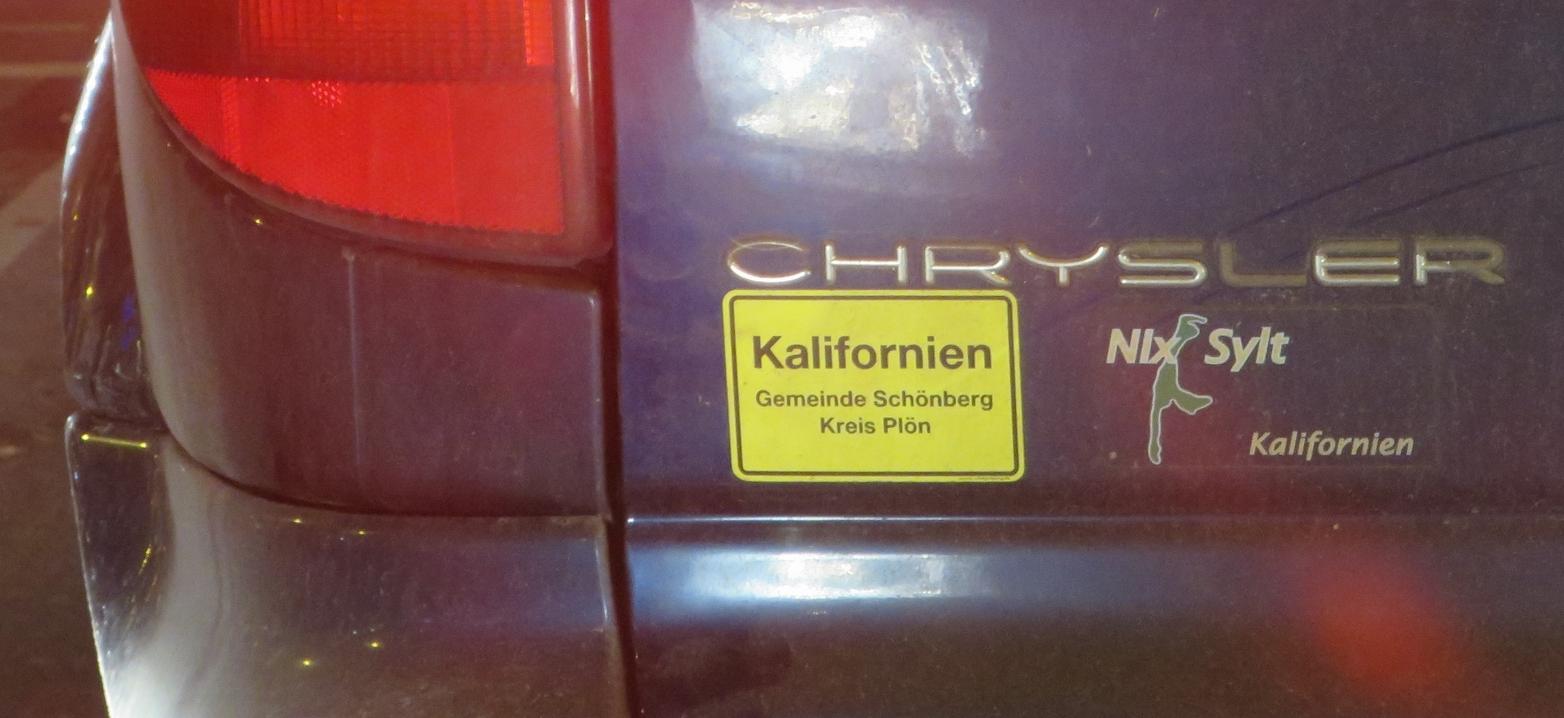 CHRYSLER
Kalifornien
Gemeinde Schönberg
Kreis Plön
NIx Sylt
Kalifornien